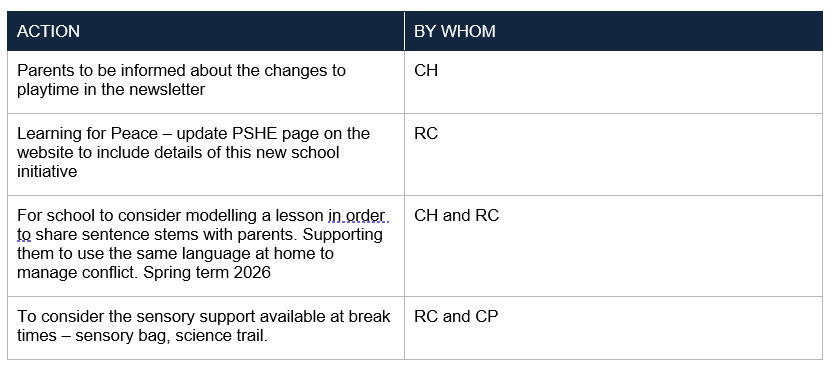 ACTION BY WHOM
Parents to be informed about the changes to CH
playtime in the newsletter
Learning for Peace – update PSHE page on the RC
website to include details of this new school
initiative
For school to consider modelling a lesson in order CH and RC
to share sentence stems with parents. Supporting
them to use the same language at home to
manage conflict. Spring term 2026
To consider the sensory support available at break RC and CP
times – sensory bag, science trail.